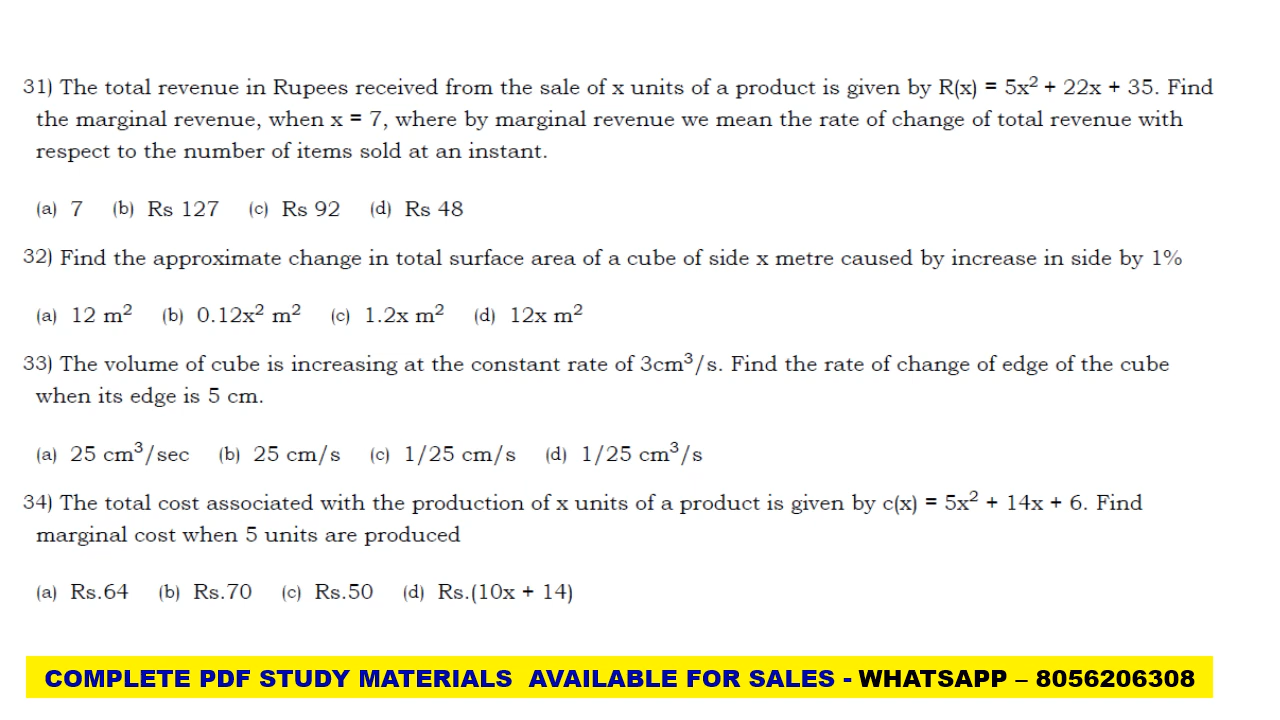 31) The total revenue in Rupees received from the sale of x units of a product is given by R(x) = 5x² + 22x + 35. Find
the marginal revenue, when x = 7, where by marginal revenue we mean the rate of change of total revenue with
respect to the number of items sold at an instant.
(a) 7 (b) Rs 127 (c) Rs 92 (d) Rs 48
32) Find the approximate change in total surface area of a cube of side x metre caused by increase in side by 1%
(a) 12 m² (b) 0.12x² m² (c) 1.2x m² (d) 12x m²
33) The volume of cube is increasing at the constant rate of 3cm³/s. Find the rate of change of edge of the cube
when its edge is 5 cm.
(a) 25 cm³/sec (b) 25 cm/s (c) 1/25 cm/s (d) 1/25 cm³/s
34) The total cost associated with the production of x units of a product is given by c(x) = 5x² + 14x + 6. Find
marginal cost when 5 units are produced
(a) Rs.64 (b) Rs.70 (c) Rs.50 (d) Rs.(10x + 14)
COMPLETE PDF STUDY MATERIALS AVAILABLE FOR SALES - WHATSAPP – 8056206308